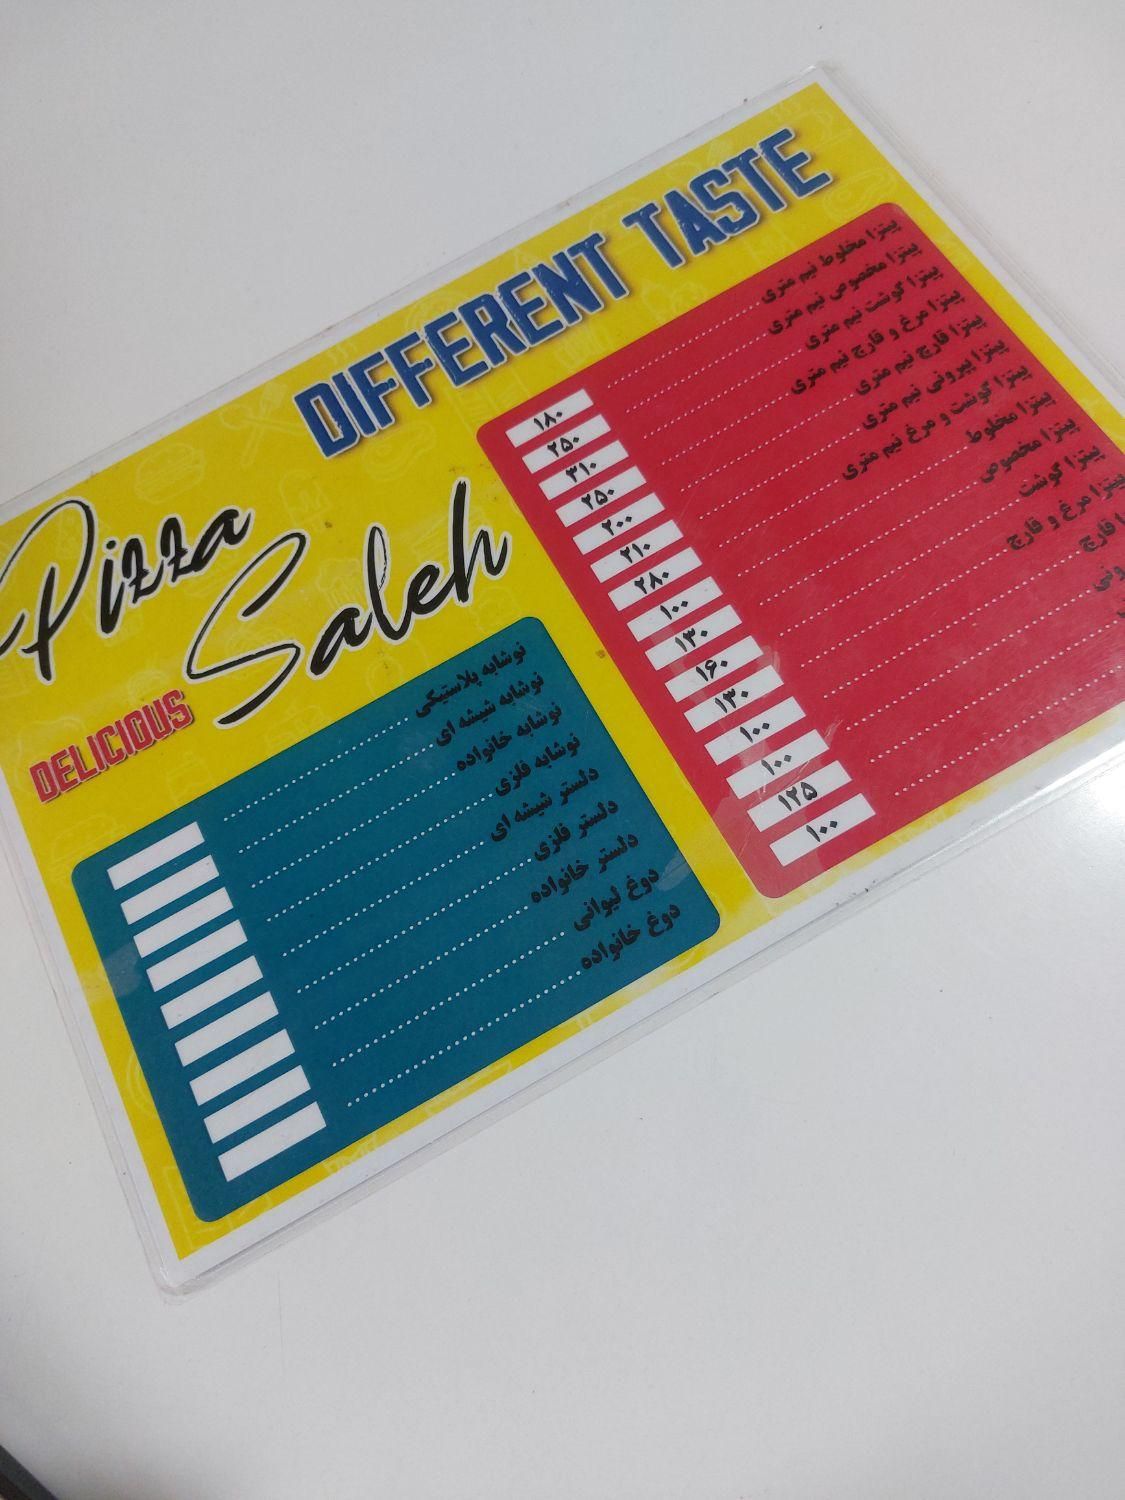 DIFFERENT TASTE
Pizza
Saleh
DELICIOUS
پیتزا مخلوط نیم متری ۱۸۰
پیتزا مخصوص نیم متری ۲۵۰
پیتزا گوشت نیم متری ۳۱۰
پیتزا مرغ و قارچ نیم متری ۲۵۰
پیتزا قارچ نیم متری ۲۰۰
پیتزا پپرونی نیم متری ۲۱۰
پیتزا گوشت و مرغ نیم متری ۲۸۰
پیتزا مخلوط ۱۰۰
پیتزا مخصوص ۱۳۰
پیتزا گوشت ۱۶۰
پیتزا مرغ و قارچ ۱۳۰
قارچ ۱۰۰
۱۰۰
۱۲۵
۱۰۰
نوشابه پلاستیکی
نوشابه شیشه ای
نوشابه خانواده
نوشابه فلزی
دلستر شیشه ای
دلستر فلزی
دلستر خانواده
دوغ لیوانی
دوغ خانواده